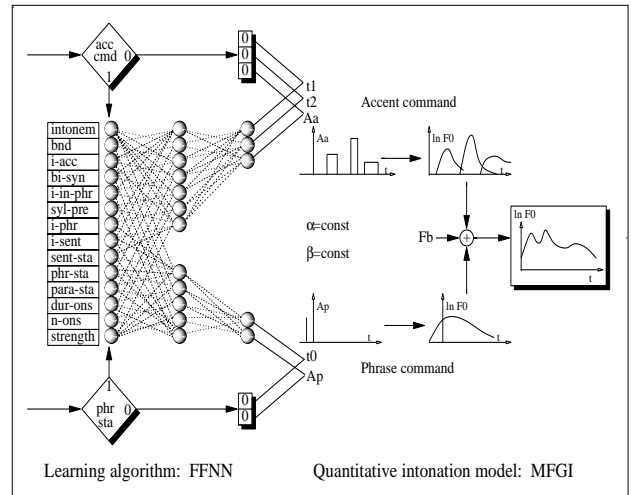 acc
cmd
0
1
0
0
0
t1
t2
Aa
Accent command
intonem
bnd
i-acc
bi-syn
i-in-phr
syl-pre
i-phr
i-sent
sent-sta
phr-sta
para-sta
dur-ons
n-ons
strength
Aa
t
ln F0
t
α=const
β=const
Fb
+
ln F0
t
Ap
t
ln F0
t
t0
Ap
Phrase command
1
phr
sta
0
0
0
Learning algorithm: FFNN
Quantitative intonation model: MFGI